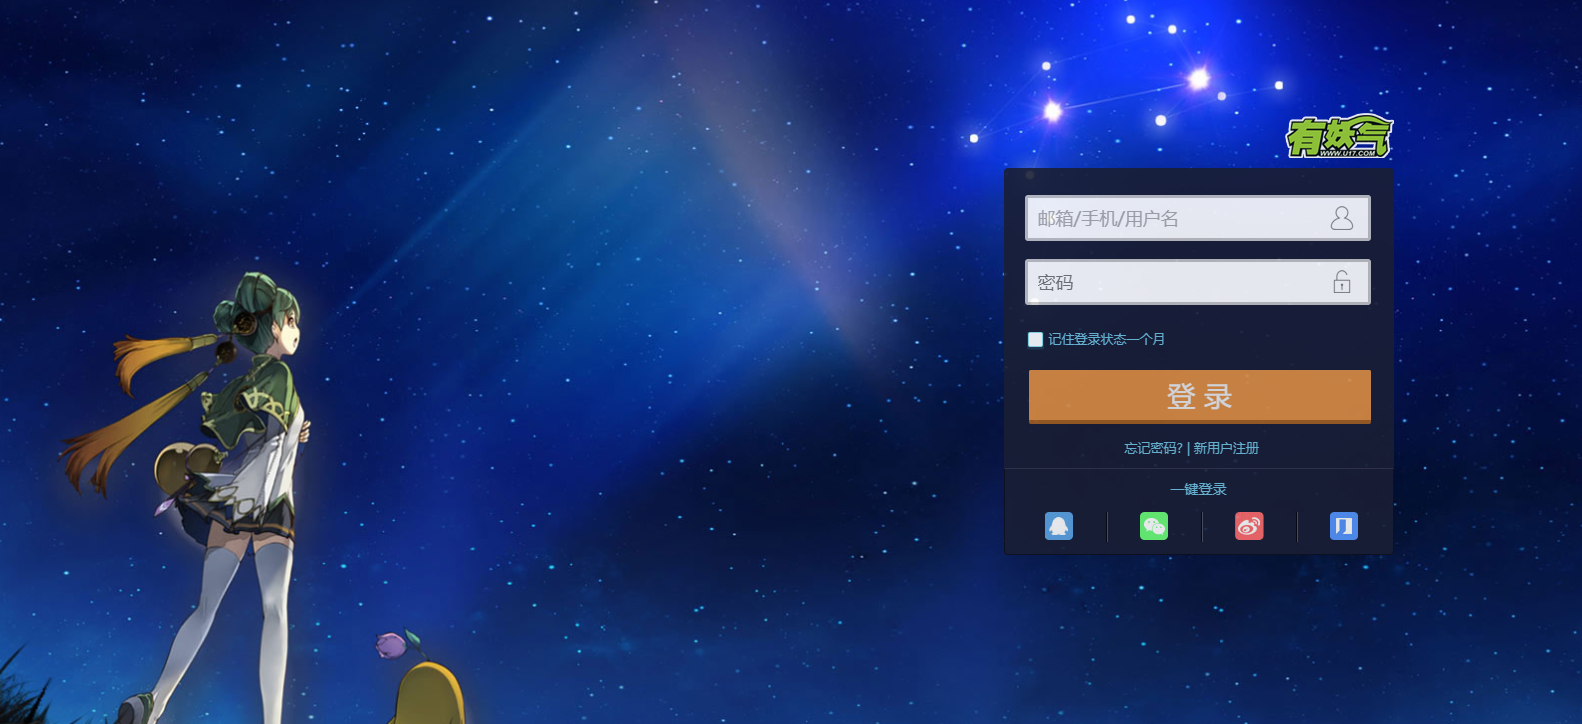 有妖气
WWW.U17.COM
邮箱/手机/用户名
密码
记住登录状态一个月
登录
忘记密码? | 新用户注册
一键登录